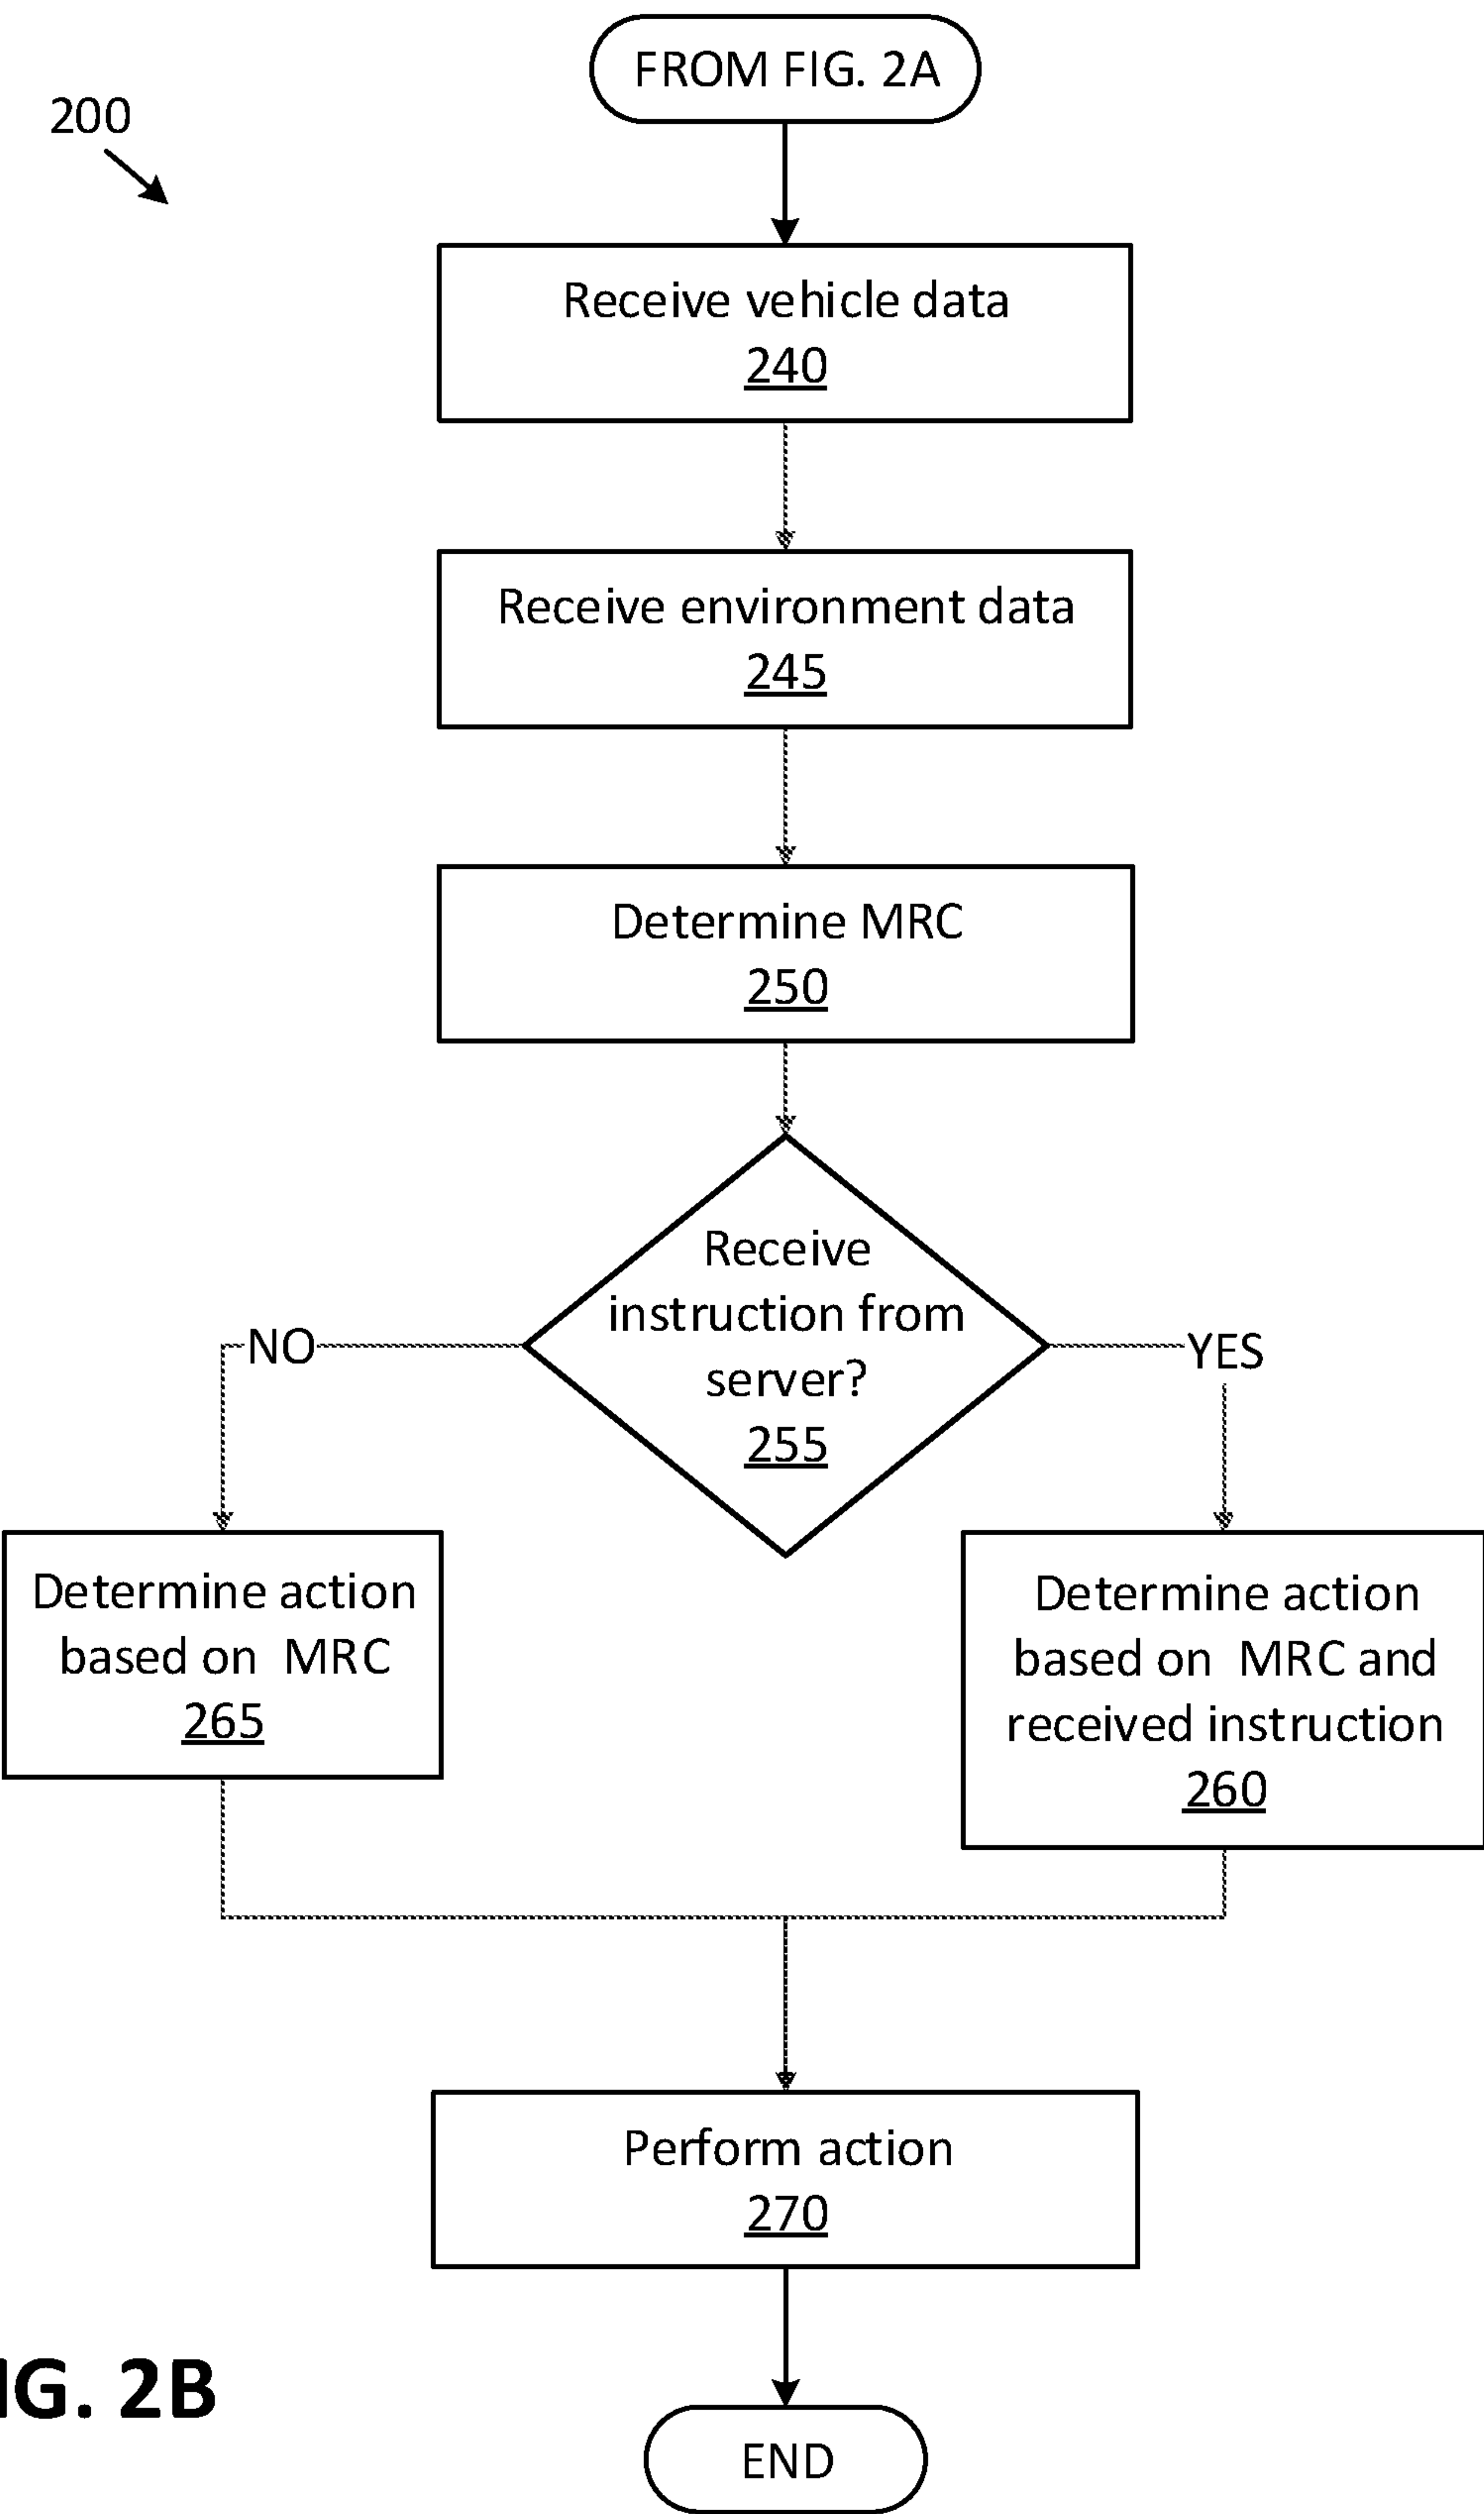 FROM FIG. 2A
200
Receive vehicle data
240
Receive environment data
245
Determine MRC
250
Receive
instruction from
server?
255
NO
YES
Determine action
based on MRC
265
Determine action
based on MRC and
received instruction
260
Perform action
270
IG. 2B
END